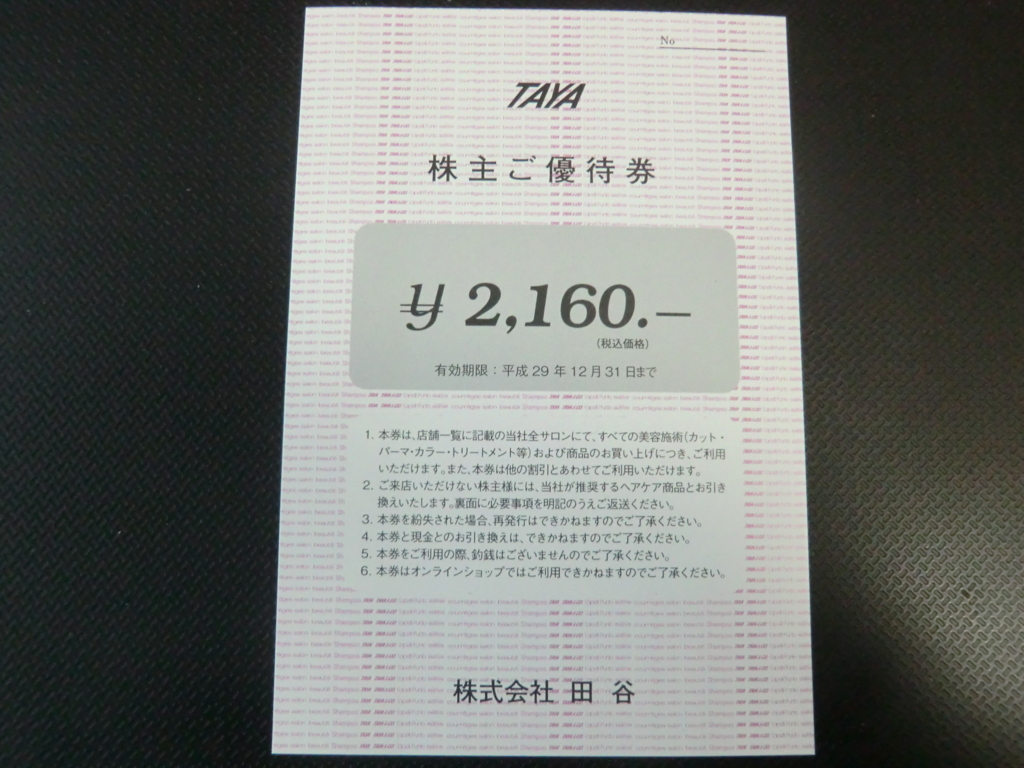 No
TAYA
株主ご優待券
¥ 2,160.—
(税込価格)
有効期限：平成 29 年 12 月 31 日まで
1. 本券は、店舗一覧に記載の当社全サロンにて、すべての美容施術(カット・
パーマ・カラー・トリートメント等)および商品のお買い上げにつき、ご利用
いただけます。また、本券は他の割引とあわせてご利用いただけます。
2. ご来店いただけない株主様には、当社が推奨するヘアケア商品とお引き
換えいたします。裏面に必要事項を明記のうえご返送ください。
3. 本券を紛失された場合、再発行はできかねますのでご了承ください。
4. 本券と現金とのお引き換えは、できかねますのでご了承ください。
5. 本券をご利用の際、釣銭はございませんのでご了承ください。
6. 本券はオンラインショップではご利用できかねますのでご了承ください。
株式会社 田 谷